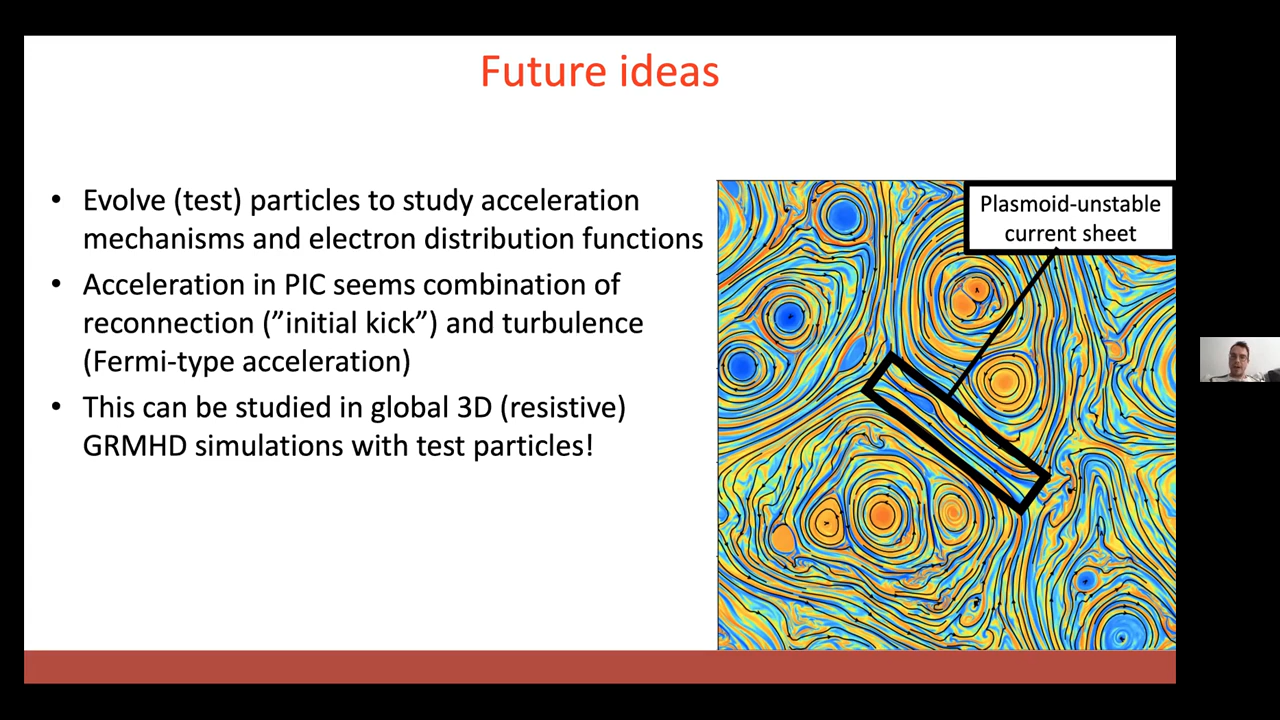 Future ideas
• Evolve (test) particles to study acceleration
mechanisms and electron distribution functions
• Acceleration in PIC seems combination of
reconnection (”initial kick”) and turbulence
(Fermi-type acceleration)
• This can be studied in global 3D (resistive)
GRMHD simulations with test particles!
Plasmoid-unstable
current sheet